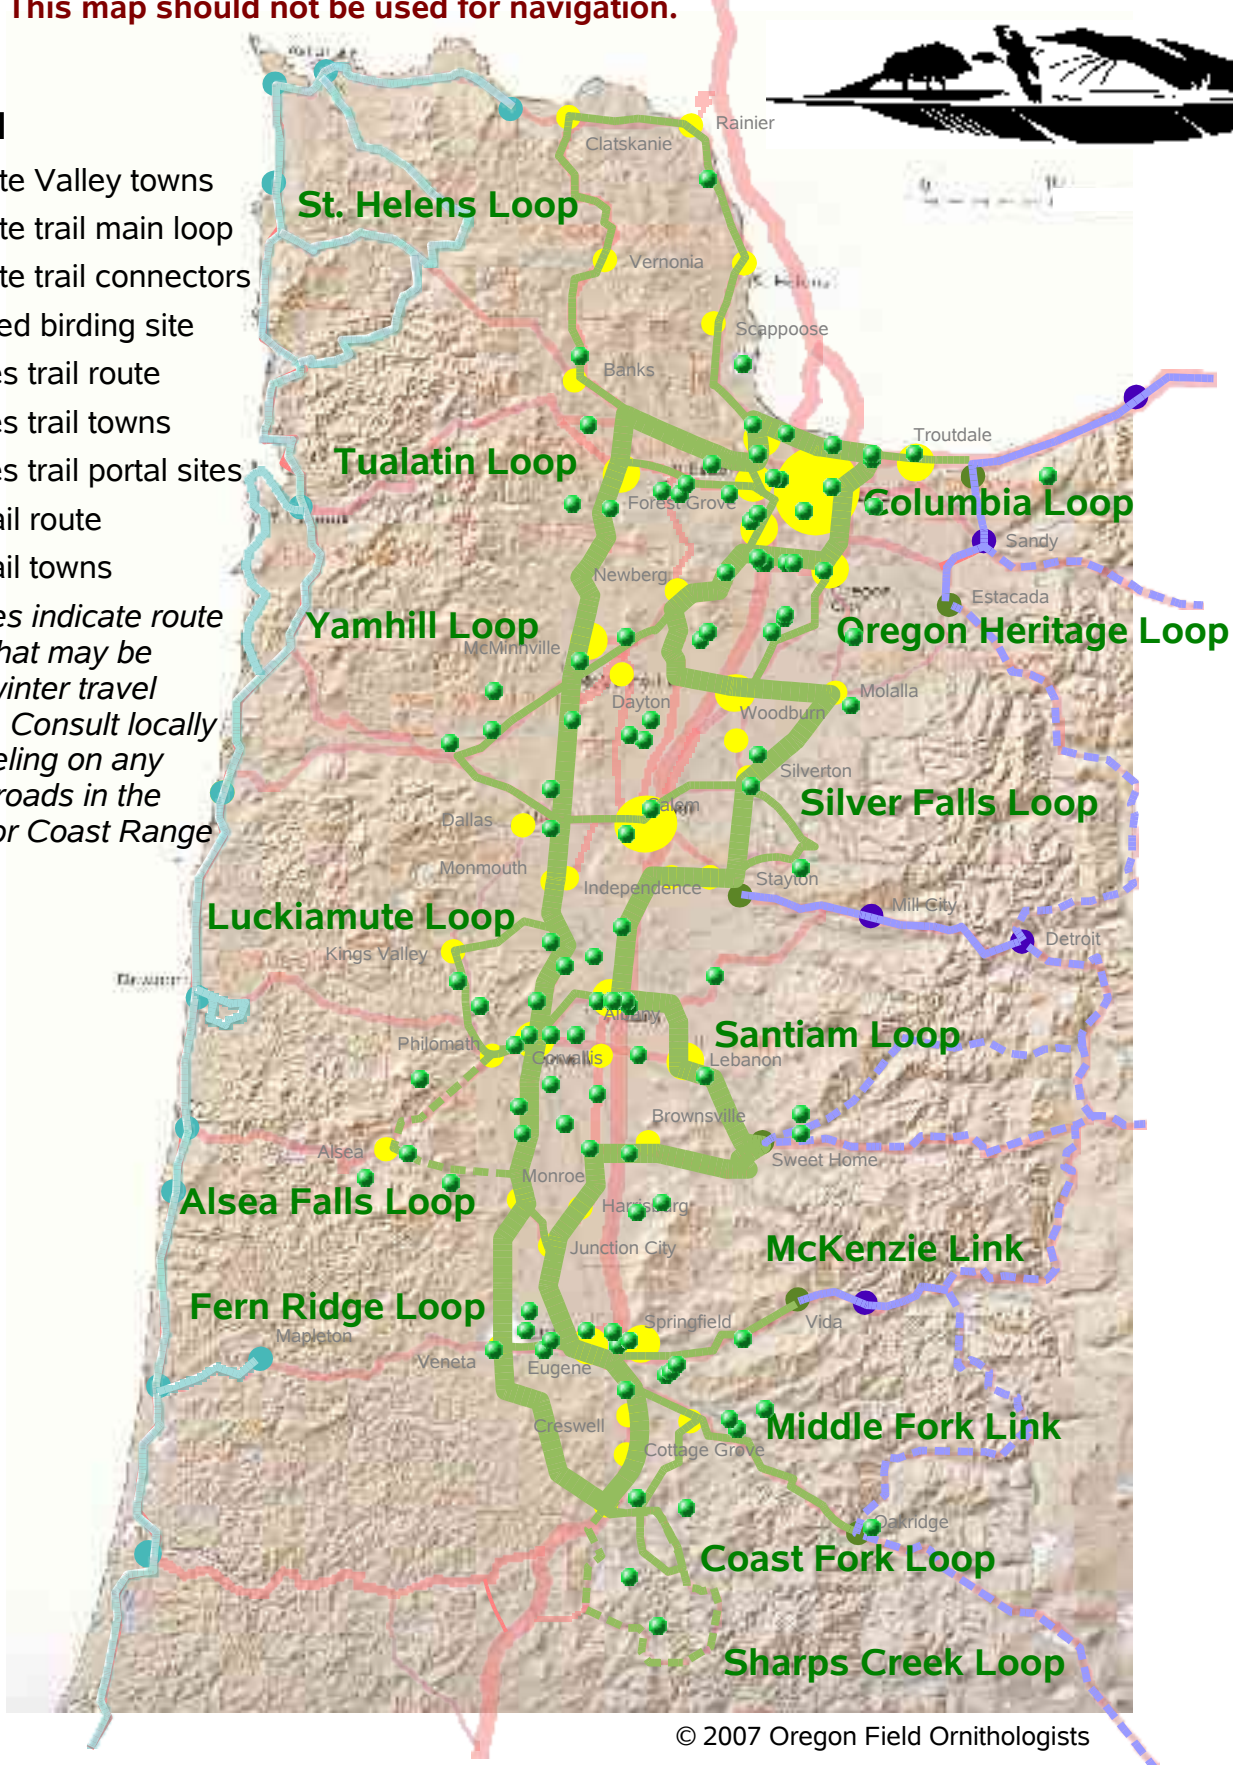 This map should not be used for navigation.
te Valley towns
te trail main loop
te trail connectors
ed birding site
es trail route
es trail towns
es trail portal sites
ail route
ail towns
es indicate route
hat may be
winter travel
. Consult locally
eling on any
roads in the
or Coast Range
Rainier
Clatskanie
St. Helens Loop
Vernonia
Scappoose
Banks
Troutdale
Tualatin Loop
Forest Grove
Columbia Loop
Sandy
Newberg
Estacada
Yamhill Loop
Oregon Heritage Loop
McMinnville
Dayton
Molalla
Woodburn
Silverton
Salem
Silver Falls Loop
Dallas
Monmouth
Independence
Stayton
Mill City
Luckiamute Loop
Kings Valley
Detroit
Albany
Santiam Loop
Philomath
Corvallis
Lebanon
Brownsville
Alsea
Sweet Home
Monroe
Alsea Falls Loop
Harrisburg
Junction City
McKenzie Link
Fern Ridge Loop
Springfield
Vida
Mapleton
Veneta
Eugene
Creswell
Middle Fork Link
Cottage Grove
Oakridge
Coast Fork Loop
Sharps Creek Loop
© 2007 Oregon Field Ornithologists